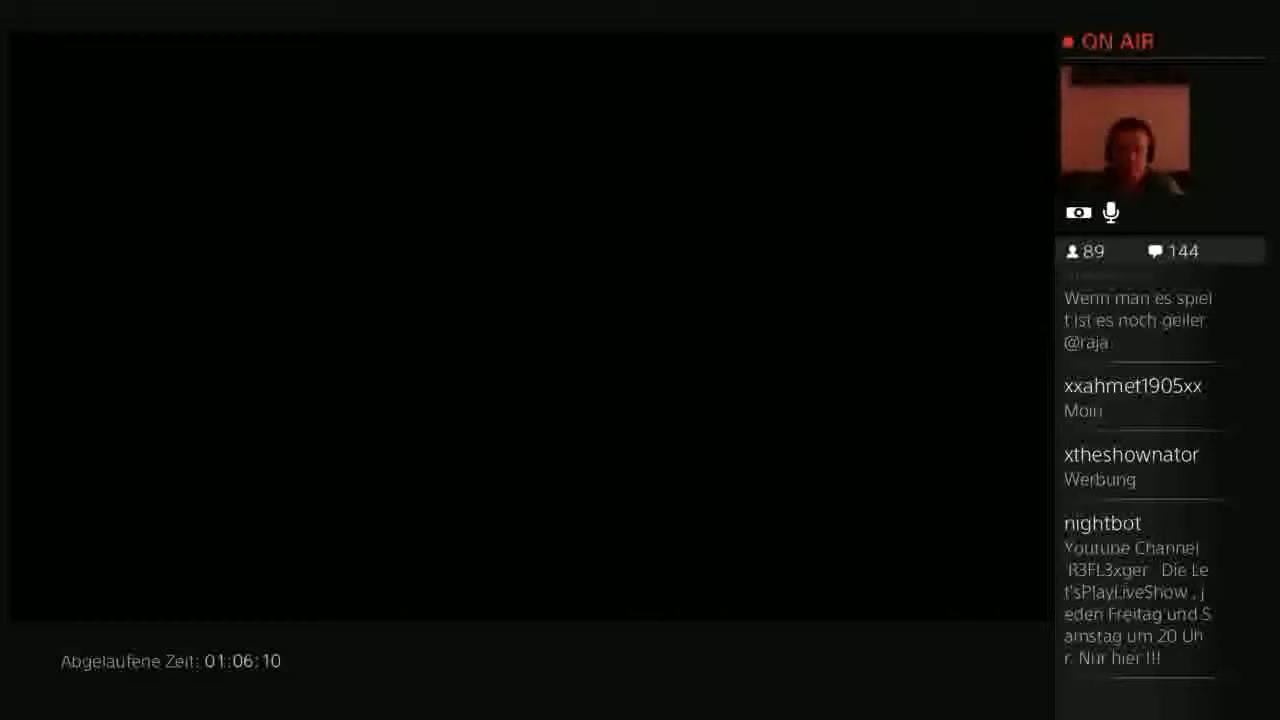 ON AIR
89 144
Wenn man es spiel
t ist es noch geiler
@raja
xxahmet1905xx
Moin
xtheshownator
Werbung
nightbot
Youtube Channel
R3FL3xger Die Le
t'sPlayLiveShow , j
eden Freitag und S
amstag um 20 Uh
r. Nur hier !!!
Abgelaufene Zeit: 01:06:10